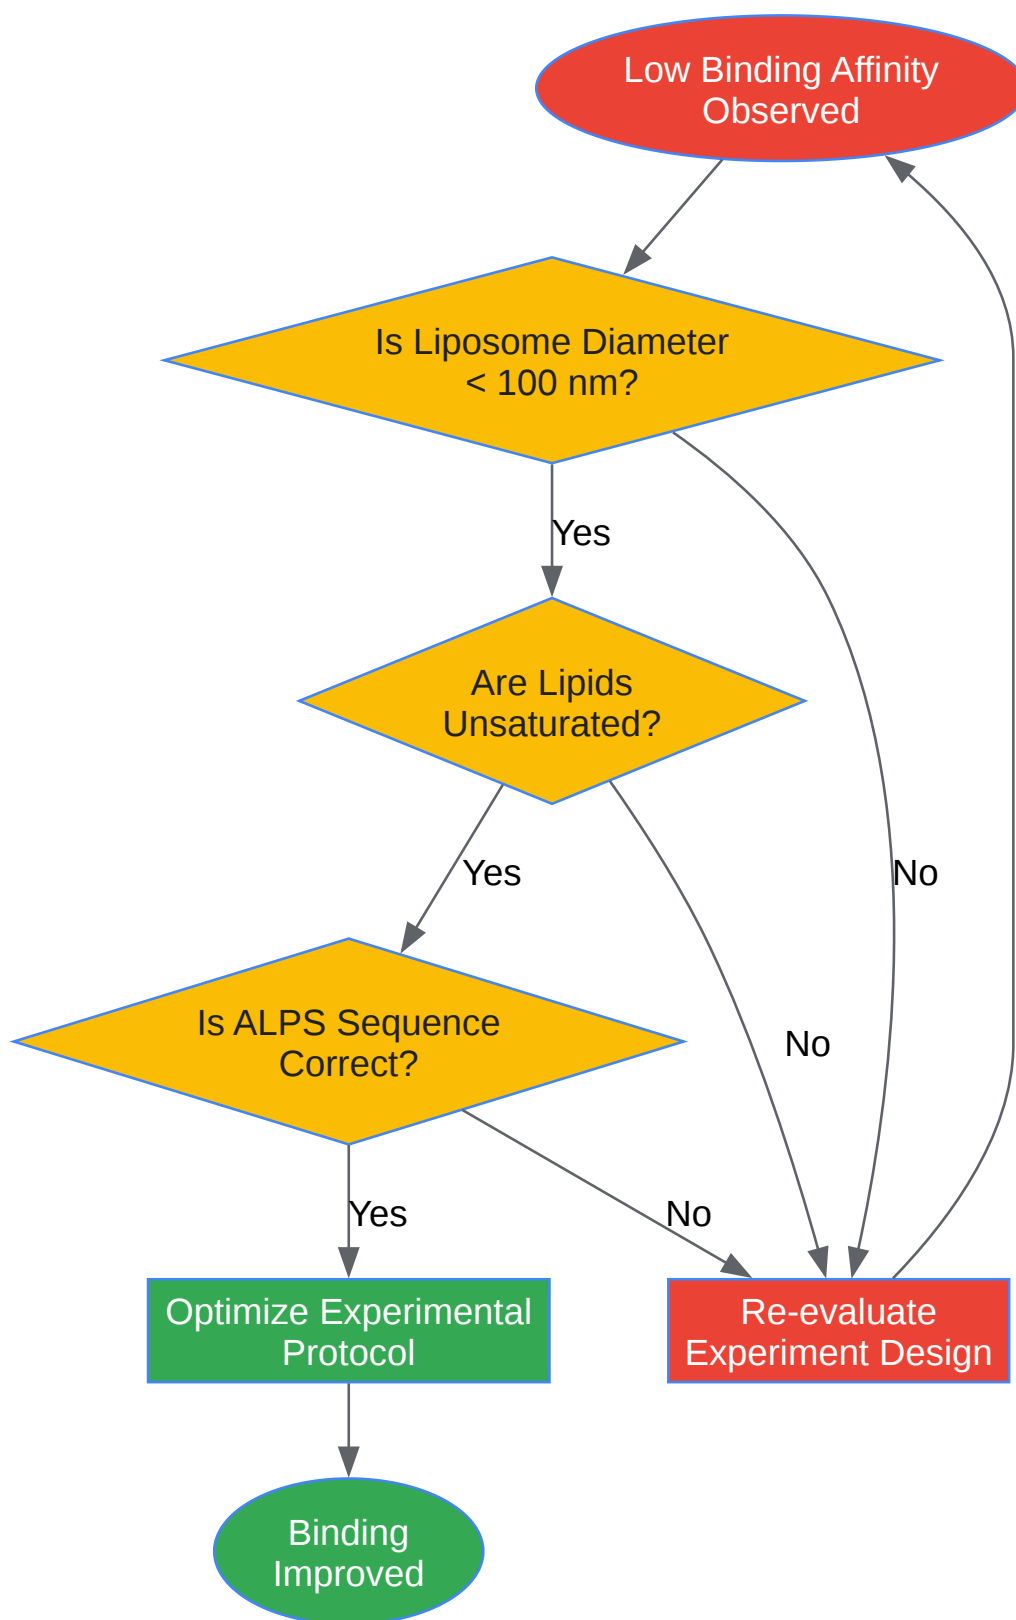 Low Binding Affinity
Observed
Is Liposome Diameter
< 100 nm?
Yes
Are Lipids
Unsaturated?
Yes
No
Is ALPS Sequence
Correct?
No
Yes
No
Optimize Experimental
Protocol
Re-evaluate
Experiment Design
Binding
Improved